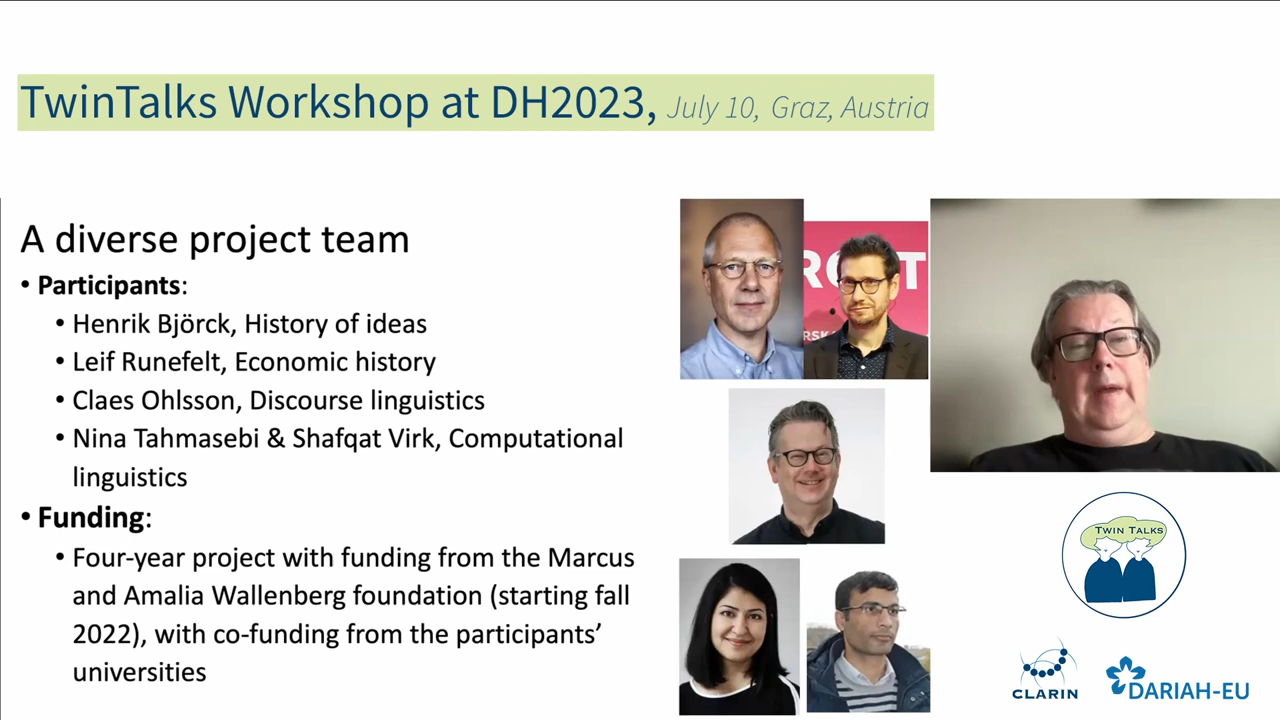 TwinTalks Workshop at DH2023, July 10, Graz, Austria
A diverse project team
• Participants:
• Henrik Björck, History of ideas
• Leif Runefelt, Economic history
• Claes Ohlsson, Discourse linguistics
• Nina Tahmasebi & Shafqat Virk, Computational
linguistics
• Funding:
• Four-year project with funding from the Marcus
and Amalia Wallenberg foundation (starting fall
2022), with co-funding from the participants’
universities
TWIN TALKS
CLARIN
DARIAH-EU